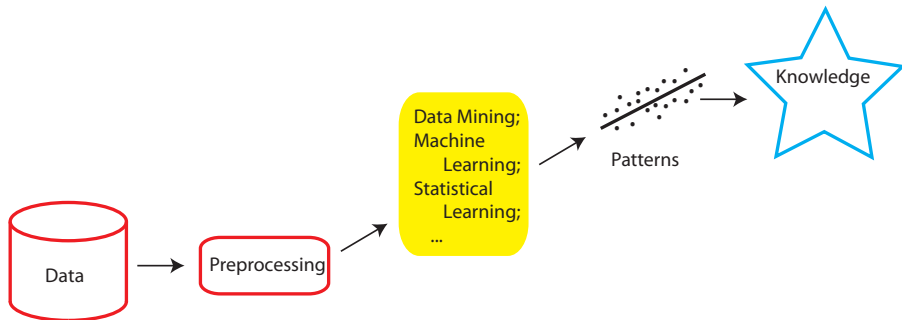 Data
Preprocessing
Data Mining;
Machine
Learning;
Statistical
Learning;
...
Patterns
Knowledge